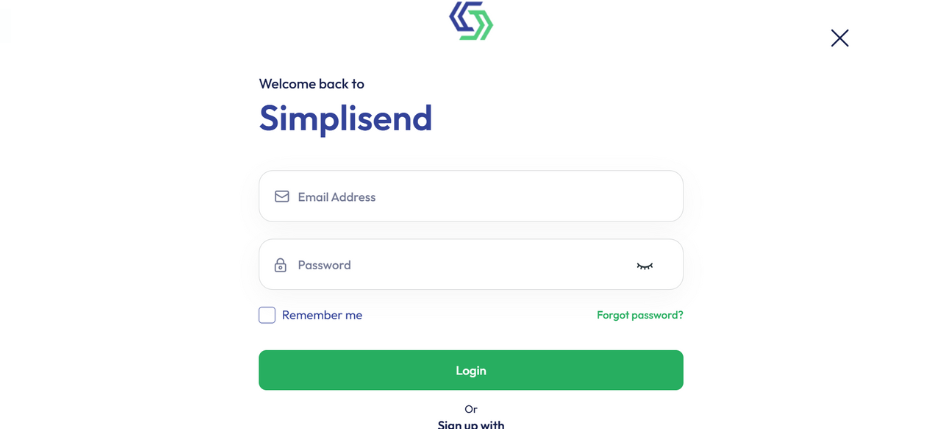 Welcome back to
Simplisend
Email Address
Password
Remember me
Forgot password?
Login
Or
Sign up with